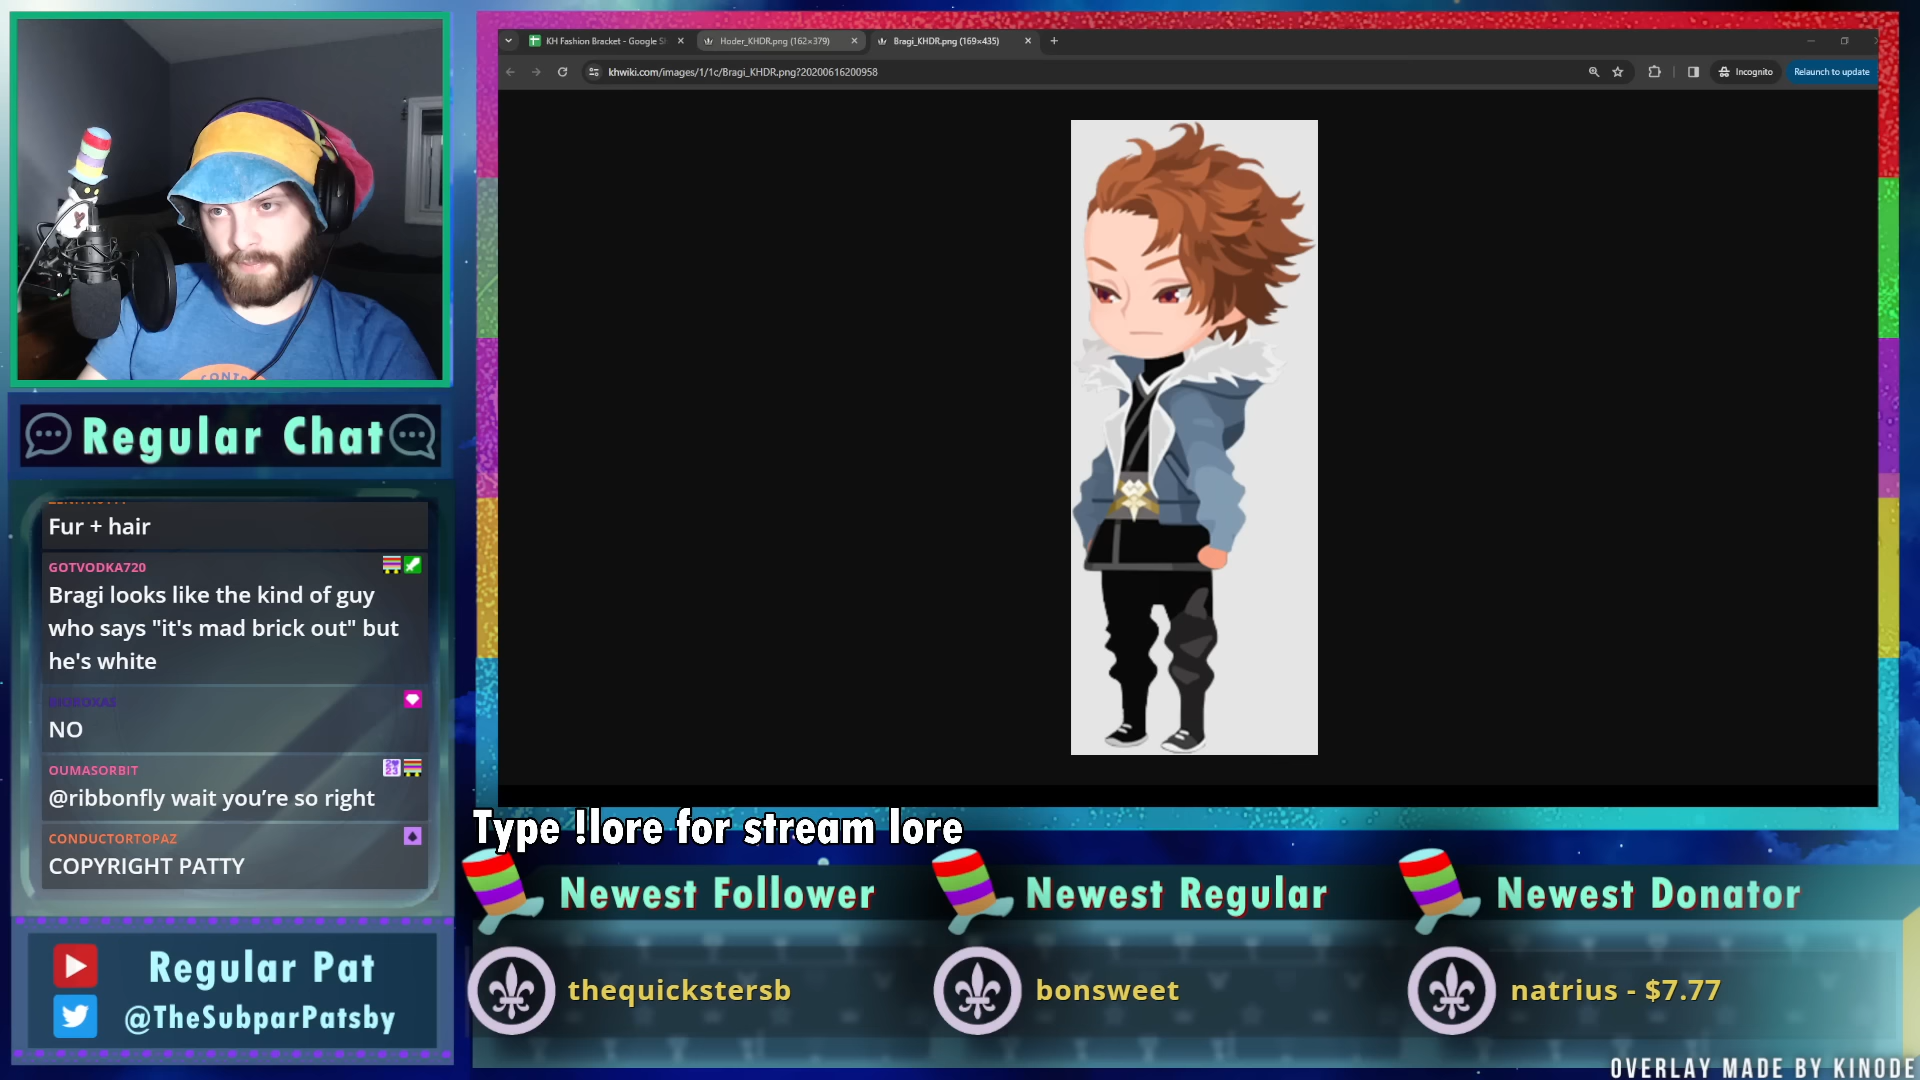 KH Fashion Bracket - Google Sh
Hoder_KHDR.png (162×379)
Bragi_KHDR.png (169×435)
khwiki.com/images/1/1c/Bragi_KHDR.png?20200616200958
Incognito
Relaunch to update
CONTR
Regular Chat
Fur + hair
GOTVODKA720
Bragi looks like the kind of guy
who says "it's mad brick out" but
he's white
NO
OUMASORBIT
@ribbonfly wait you're so right
CONDUCTORTOPAZ
COPYRIGHT PATTY
Regular Pat
@TheSubparPatsby
Type !lore for stream lore
Newest Follower
thequickstersb
Newest Regular
bonsweet
Newest Donator
natrius - $7.77
OVERLAY MADE BY KINODE